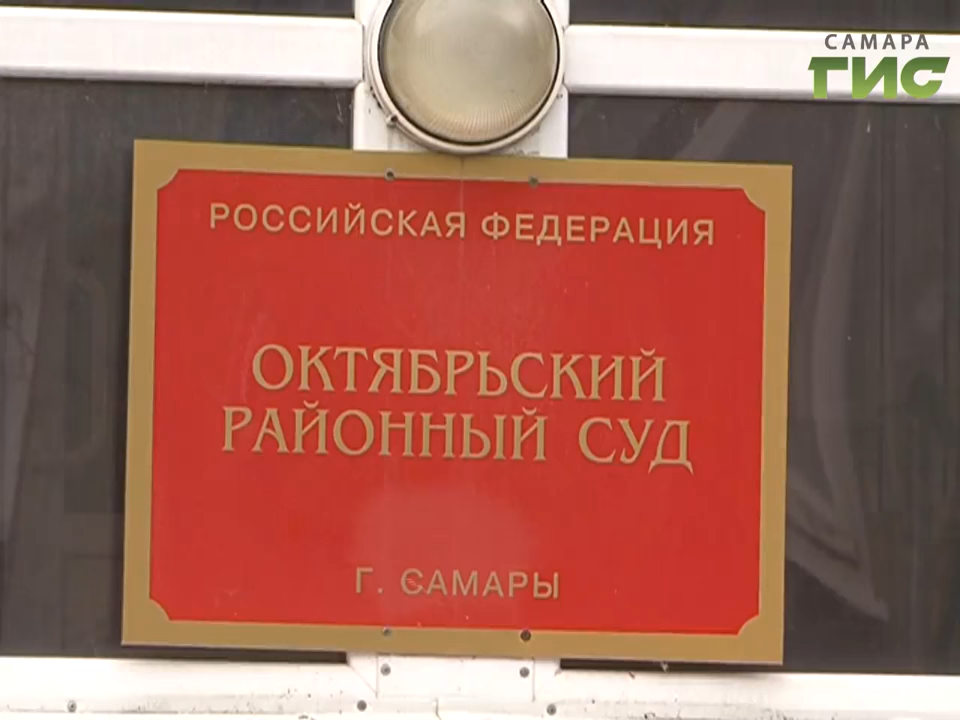 САМАРА
ГИС
РОССИЙСКАЯ ФЕДЕРАЦИЯ
ОКТЯБРЬСКИЙ
РАЙОННЫЙ СУД
Г. САМАРЫ